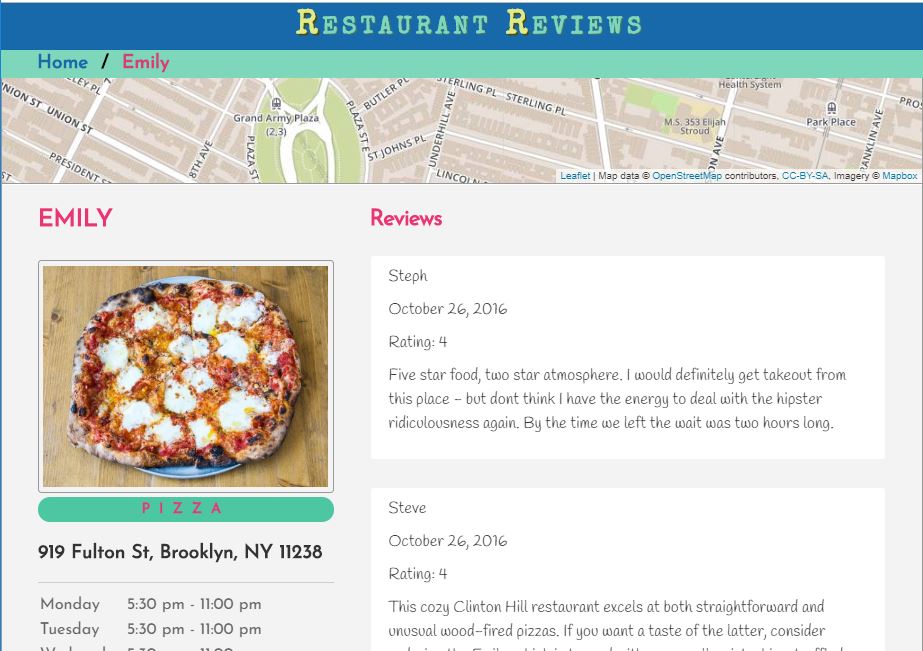 Restaurant Reviews
Home / Emily
STERLING PL
STERLING PL
BUTLER PL
Health System
UNION ST
UNION ST
Grand Army Plaza
(2,3)
PLAZA ST E
UNDERHILL AVE
M.S. 353 Elijah
Stroud
Park Place
ST JOHNS PL
8TH AVE
PLAZA ST
PRESIDENT
LINCOLN
AN AVE
ANKLIN AVE
Leaflet | Map data © OpenStreetMap contributors, CC-BY-SA, Imagery © Mapbox
EMILY
PIZZA
919 Fulton St, Brooklyn, NY 11238
Monday 5:30 pm - 11:00 pm
Tuesday 5:30 pm - 11:00 pm
Reviews
Steph
October 26, 2016
Rating: 4
Five star food, two star atmosphere. I would definitely get takeout from
this place - but dont think I have the energy to deal with the hipster
ridiculousness again. By the time we left the wait was two hours long.
Steve
October 26, 2016
Rating: 4
This cozy Clinton Hill restaurant excels at both straightforward and
unusual wood-fired pizzas. If you want a taste of the latter, consider